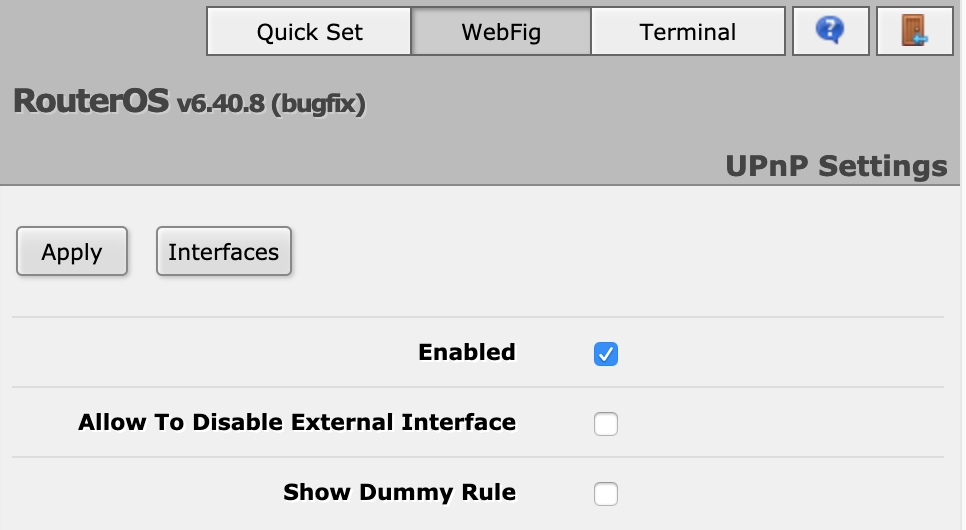 Quick Set WebFig Terminal
RouterOS v6.40.8 (bugfix)
UPnP Settings
Apply Interfaces
Enabled
Allow To Disable External Interface
Show Dummy Rule